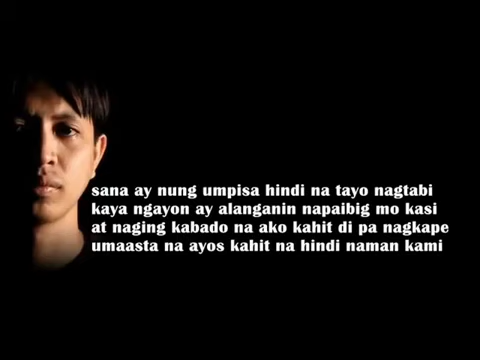 sana ay nung umpisa hindi na tayo nagtabi
kaya ngayon ay alanganin napaibig mo kasi
at naging kabado na ako kahit di pa nagkape
umaasta na ayos kahit na hindi naman kami